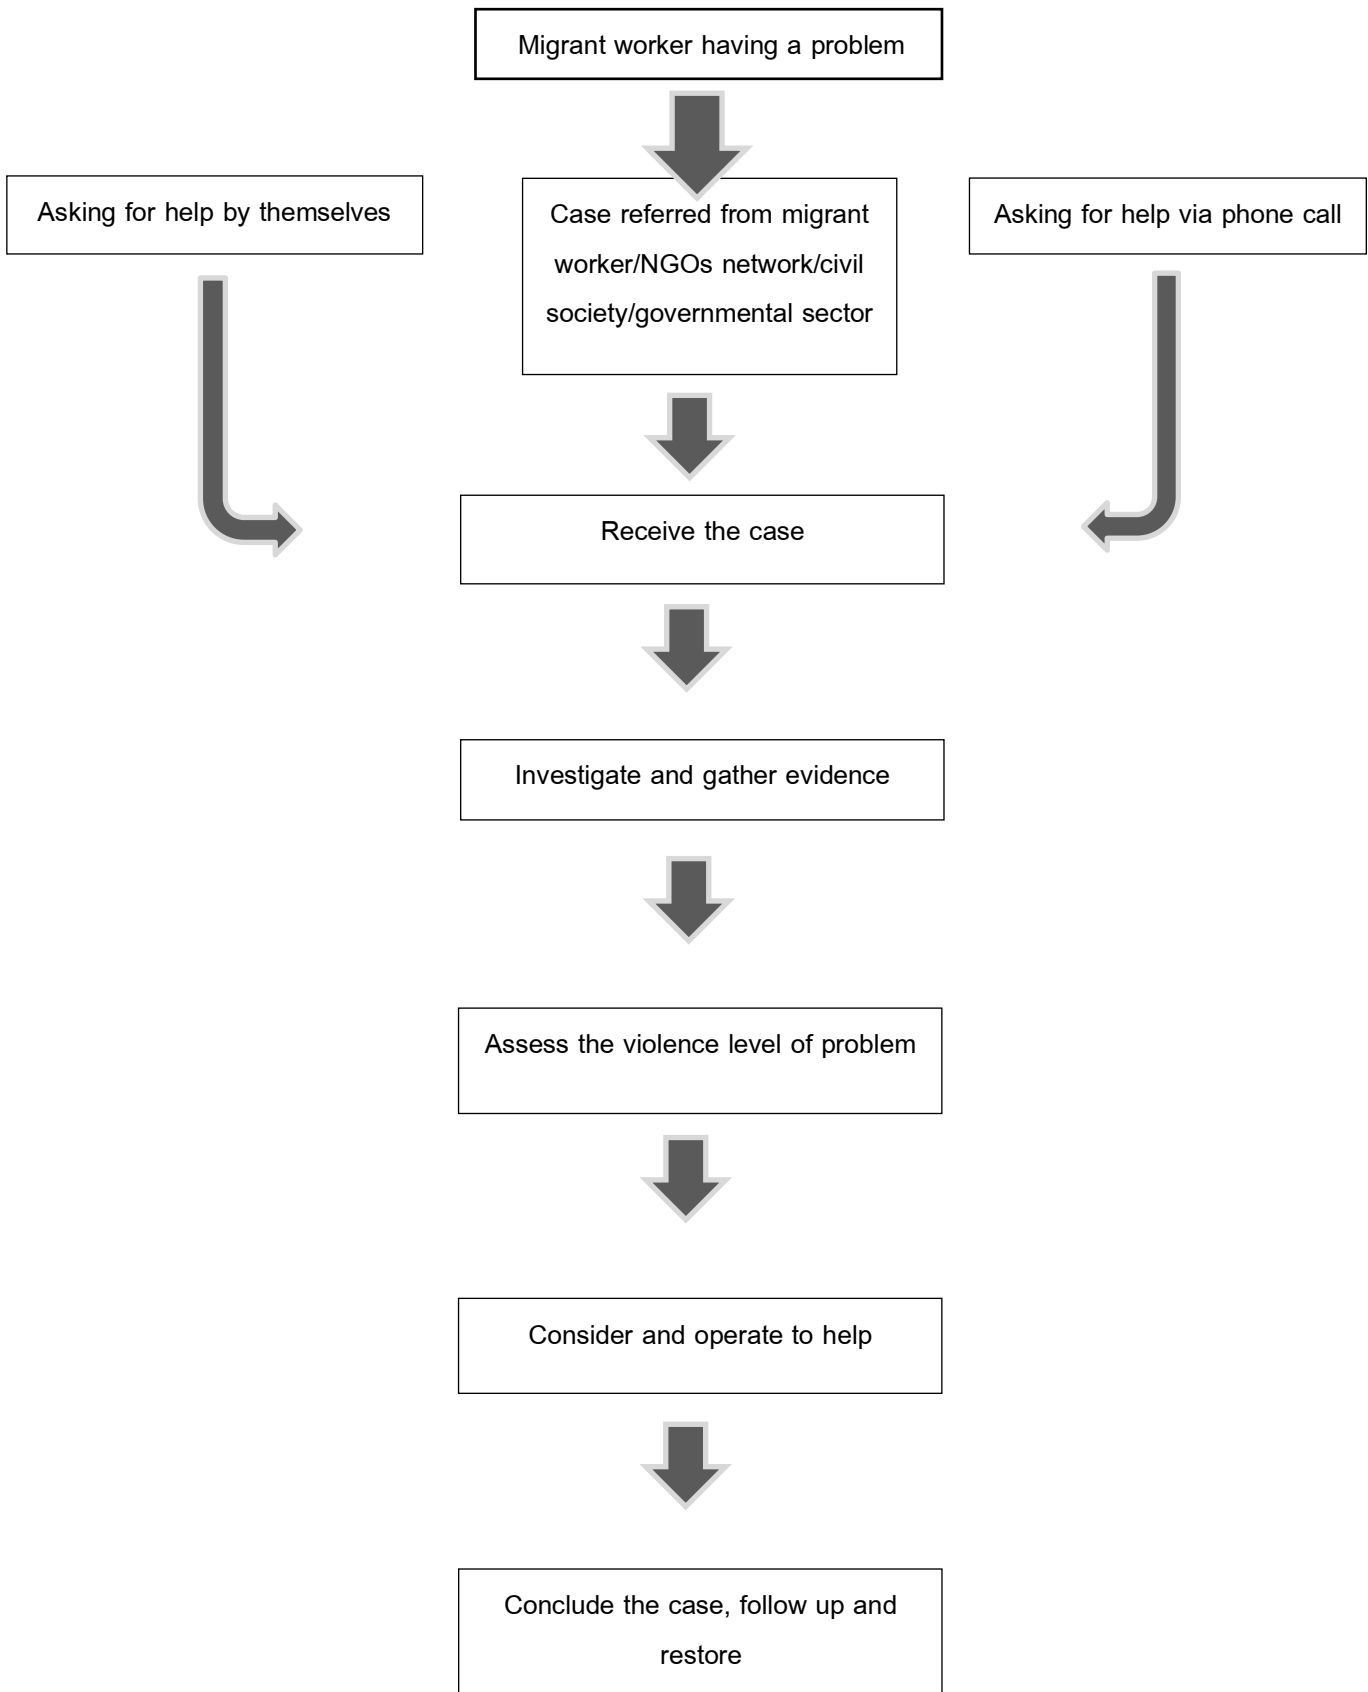 Migrant worker having a problem
Asking for help by themselves
Case referred from migrant
worker/NGOs network/civil
society/governmental sector
Asking for help via phone call
Receive the case
Investigate and gather evidence
Assess the violence level of problem
Consider and operate to help
Conclude the case, follow up and
restore